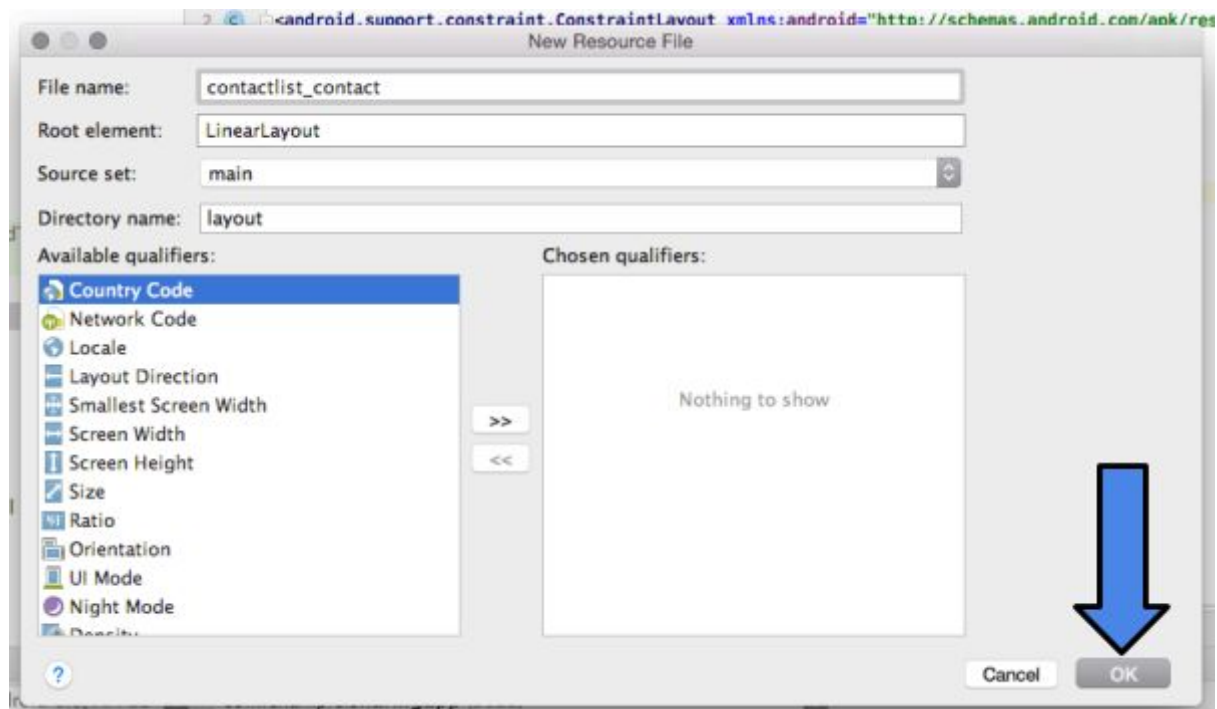 2 C <android.support.constraint.ConstraintLayout xmlns:android="http://schemas.android.com/apk/res
New Resource File
File name: contactlist_contact
Root element: LinearLayout
Source set: main
Directory name: layout
Available qualifiers: Chosen qualifiers:
Country Code
Network Code
Locale
Layout Direction
Smallest Screen Width
Nothing to show
>>
Screen Width
<<
Screen Height
Size
Ratio
Orientation
UI Mode
Night Mode
Density
? Cancel OK